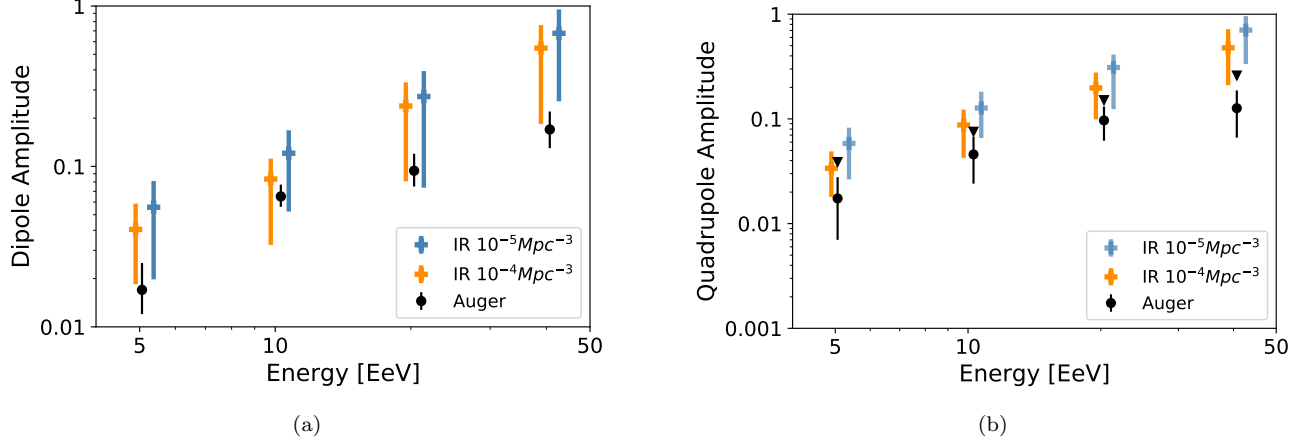 1
0.1
0.01
Dipole Amplitude
IR 10⁻⁵Mpc⁻³
IR 10⁻⁴Mpc⁻³
Auger
5
10
50
Energy [EeV]
(a)
1
0.1
0.01
0.001
Quadrupole Amplitude
IR 10⁻⁵Mpc⁻³
IR 10⁻⁴Mpc⁻³
Auger
5
10
50
Energy [EeV]
(b)